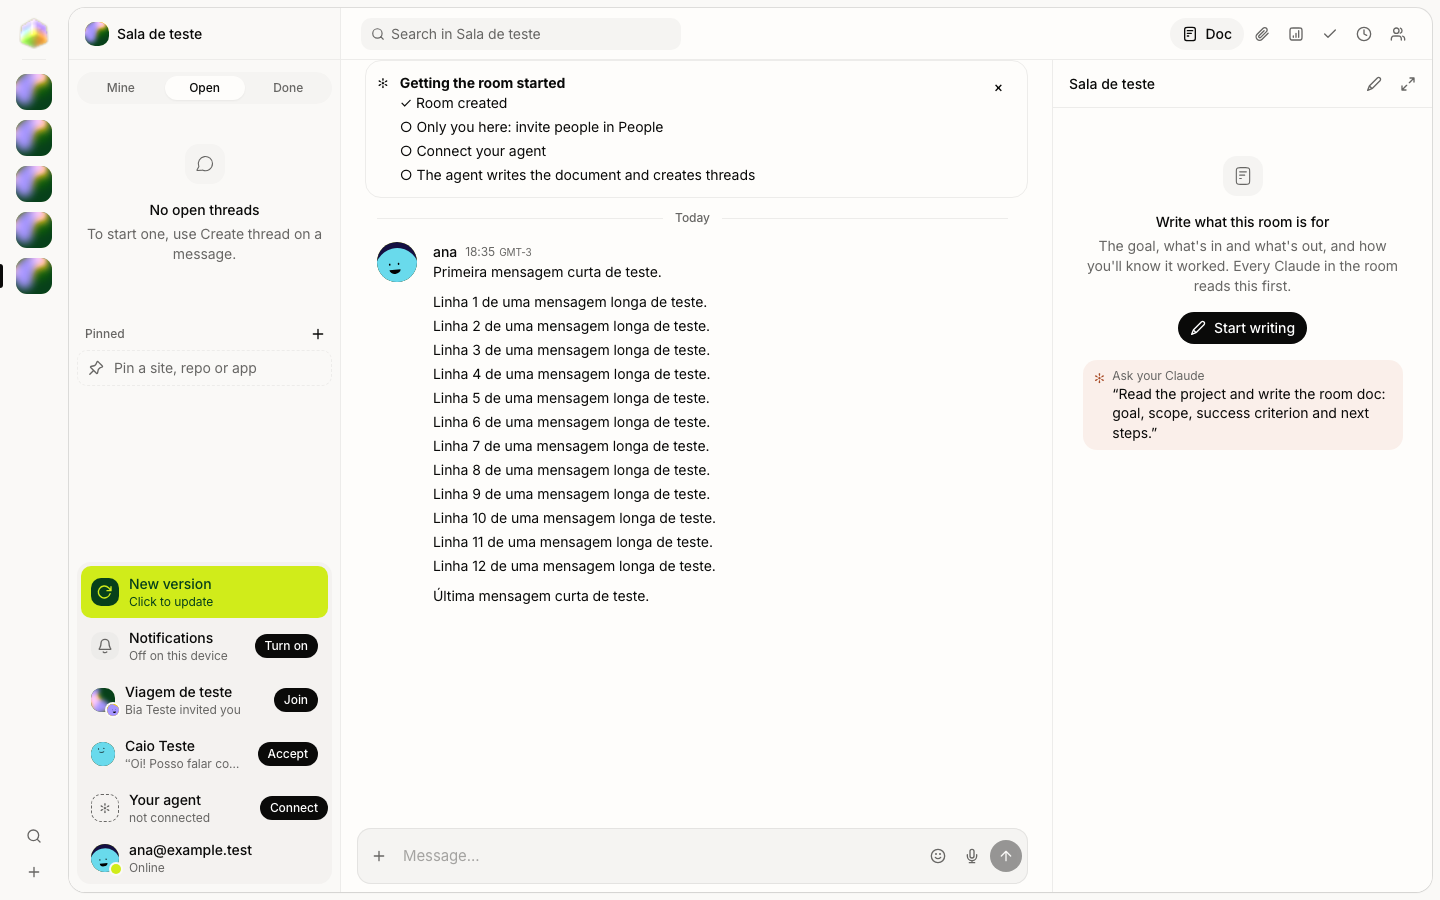 Sala de teste
Search in Sala de teste
Doc
Mine
Open
Done
No open threads
To start one, use Create thread on a
message.
Pinned
Pin a site, repo or app
New version
Click to update
Notifications
Off on this device
Turn on
Viagem de teste
Bia Teste invited you
Join
Caio Teste
“Oi! Posso falar co...
Accept
Your agent
not connected
Connect
ana@example.test
Online
Getting the room started
Room created
Only you here: invite people in People
Connect your agent
The agent writes the document and creates threads
Today
ana 18:35 GMT-3
Primeira mensagem curta de teste.
Linha 1 de uma mensagem longa de teste.
Linha 2 de uma mensagem longa de teste.
Linha 3 de uma mensagem longa de teste.
Linha 4 de uma mensagem longa de teste.
Linha 5 de uma mensagem longa de teste.
Linha 6 de uma mensagem longa de teste.
Linha 7 de uma mensagem longa de teste.
Linha 8 de uma mensagem longa de teste.
Linha 9 de uma mensagem longa de teste.
Linha 10 de uma mensagem longa de teste.
Linha 11 de uma mensagem longa de teste.
Linha 12 de uma mensagem longa de teste.
Última mensagem curta de teste.
Message...
Sala de teste
Write what this room is for
The goal, what's in and what's out, and how
you'll know it worked. Every Claude in the room
reads this first.
Start writing
Ask your Claude
“Read the project and write the room doc:
goal, scope, success criterion and next
steps.”